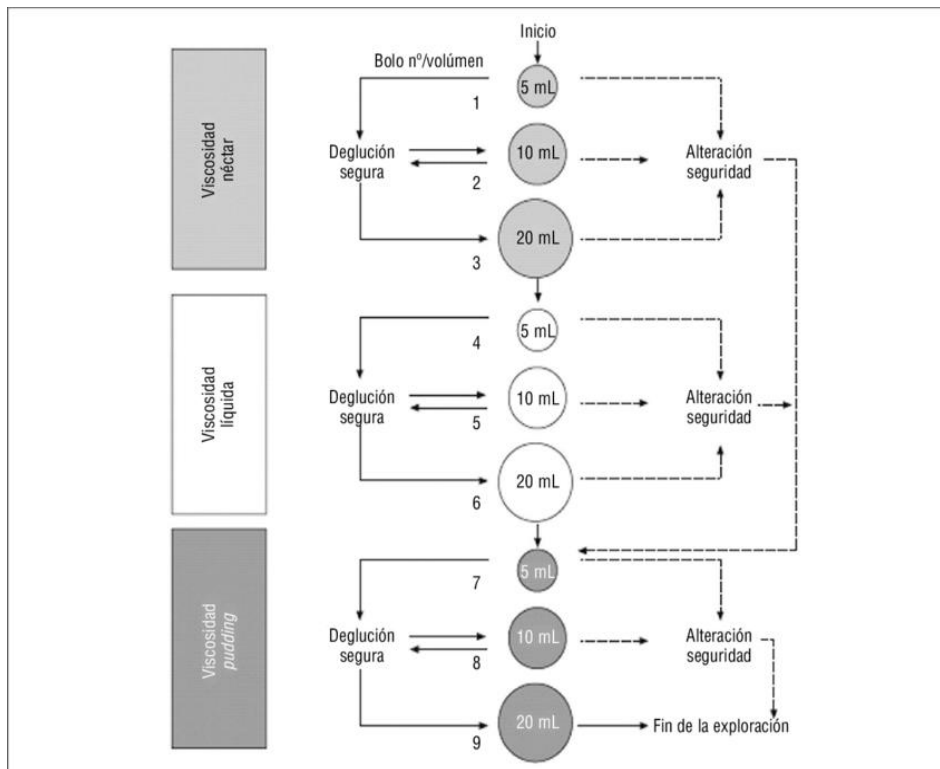 Inicio
Bolo nº/volúmen
5 mL
1
Viscosidad
néctar
Deglución
segura
10 mL
2
Alteración
seguridad
20 mL
3
5 mL
4
Viscosidad
líquida
Deglución
segura
10 mL
5
Alteración
seguridad
20 mL
6
5 mL
7
Viscosidad
pudding
Deglución
segura
10 mL
8
Alteración
seguridad
20 mL
9
Fin de la exploración